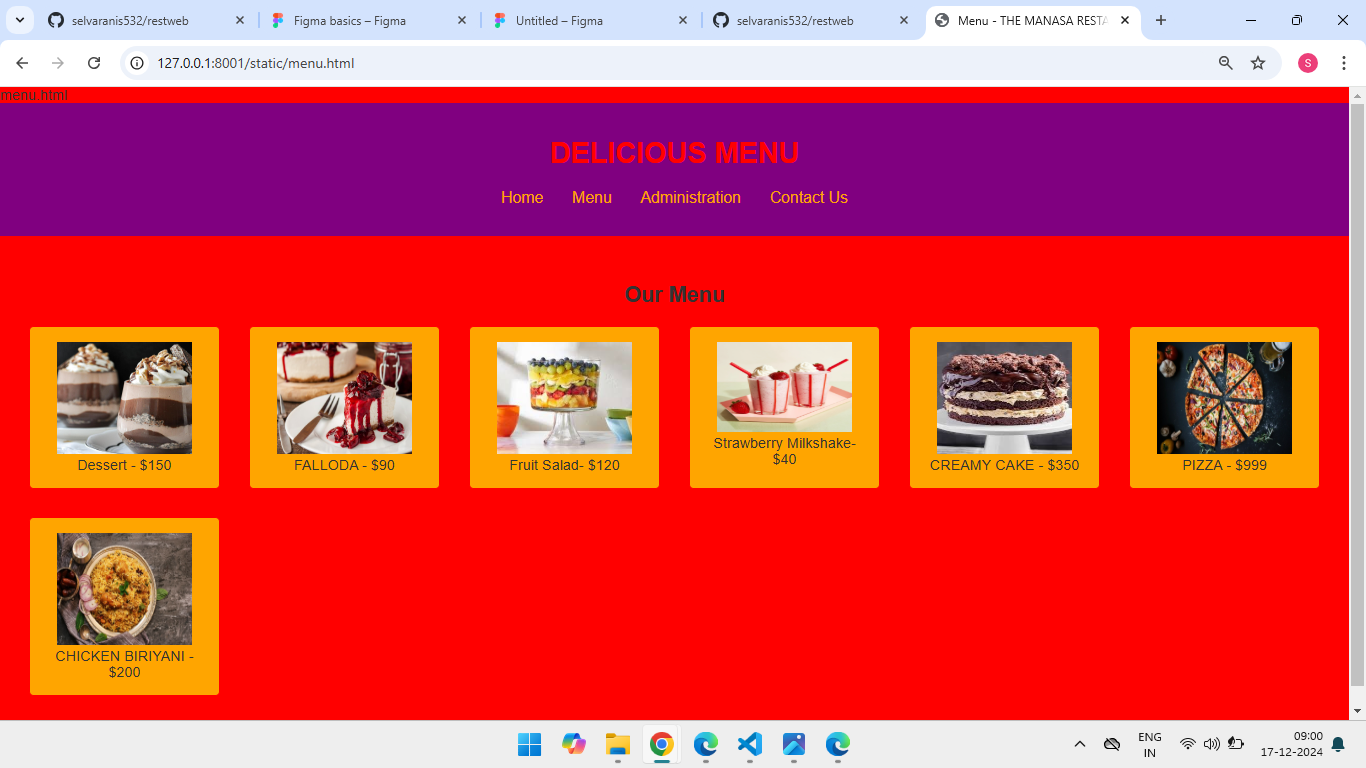 selvaranis532/restweb
Figma basics – Figma
Untitled – Figma
selvaranis532/restweb
Menu - THE MANASA RESTA
127.0.0.1:8001/static/menu.html
S
menu.html
DELICIOUS MENU
Home Menu Administration Contact Us
Our Menu
Dessert - $150
FALLODA - $90
Fruit Salad- $120
Strawberry Milkshake-
$40
CREAMY CAKE - $350
PIZZA - $999
CHICKEN BIRIYANI -
$200
ENG
IN
09:00
17-12-2024